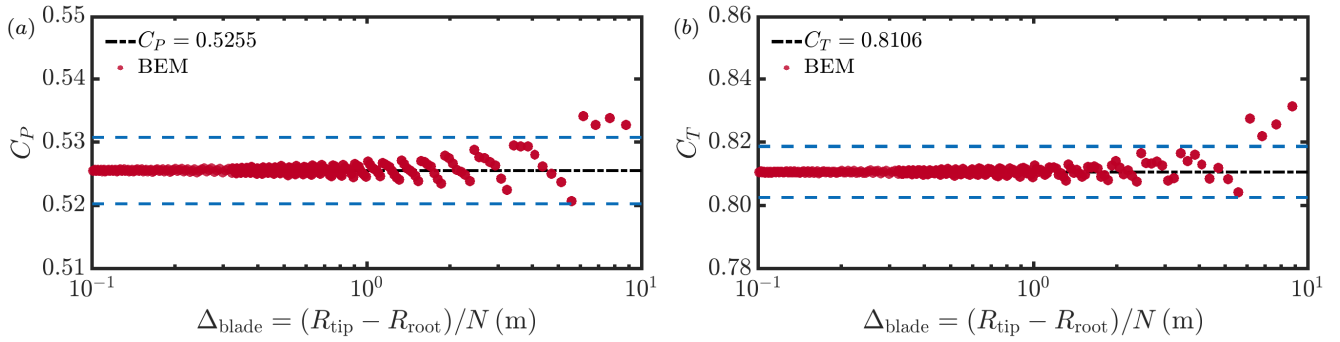 (a)
C_P = 0.5255
BEM
0.55
0.54
0.53
0.52
0.51
C_P
10^{-1}
10^0
10^1
Δ_blade = (R_tip − R_root)/N (m)
(b)
C_T = 0.8106
BEM
0.86
0.84
0.82
0.80
0.78
C_T
10^{-1}
10^0
10^1
Δ_blade = (R_tip − R_root)/N (m)